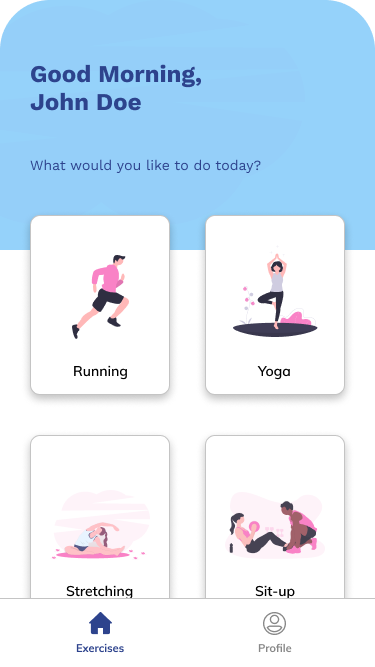 Good Morning,
John Doe
What would you like to do today?
Running
Yoga
Stretching
Sit-up
Exercises
Profile